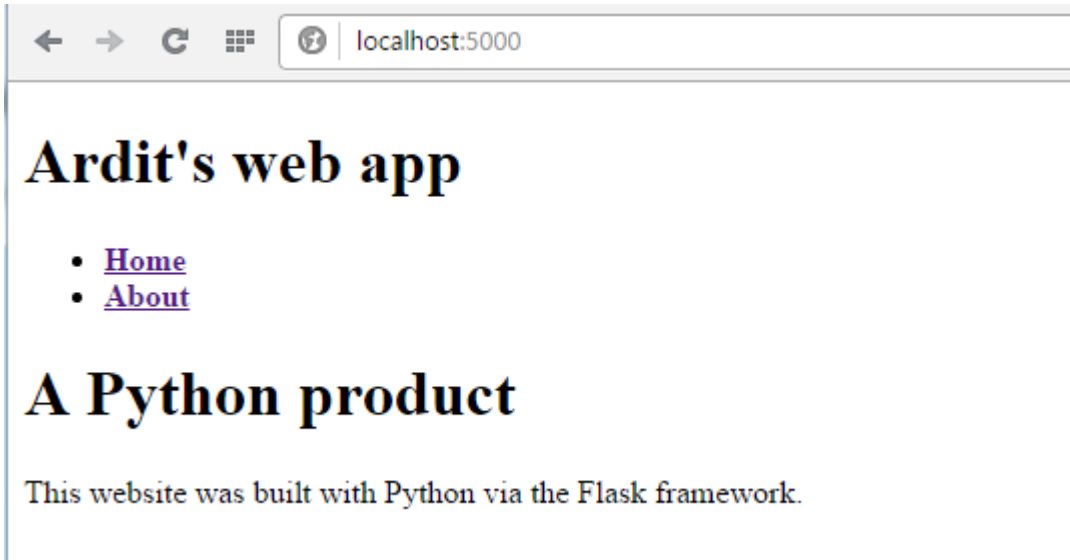 localhost:5000
Ardit's web app
Home
About
A Python product
This website was built with Python via the Flask framework.